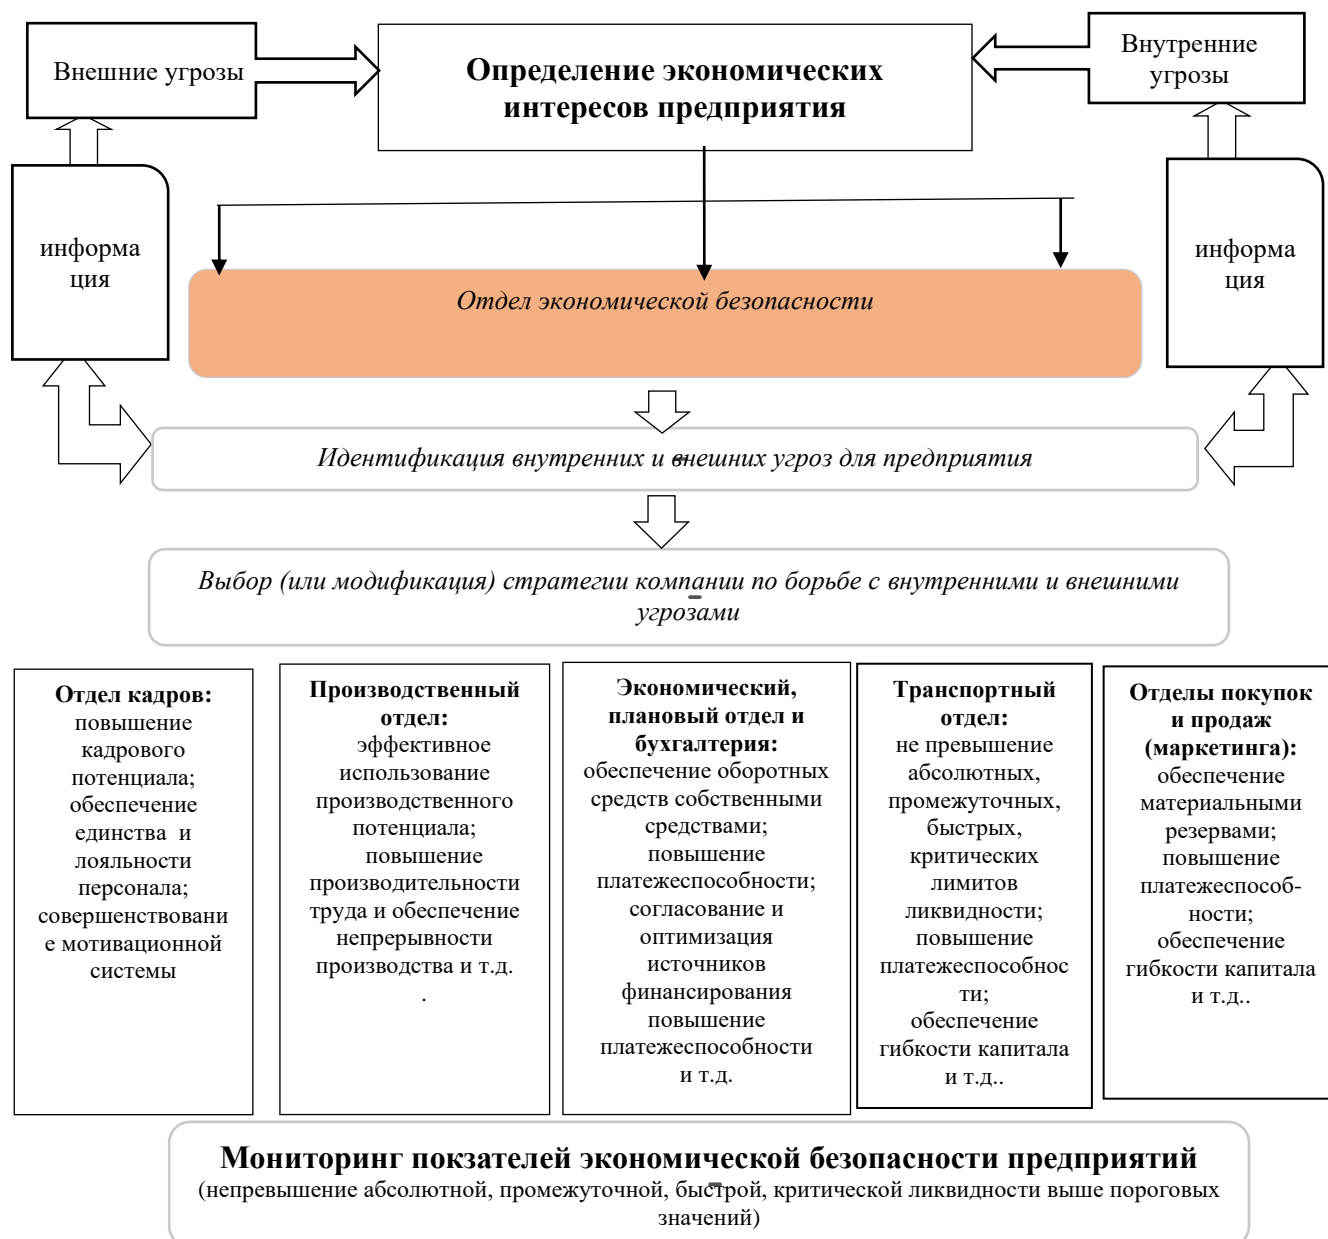 Внешние угрозы
Определение экономических
интересов предприятия
Внутренние
угрозы
информа
ция
информа
ция
Отдел экономической безопасности
Идентификация внутренних и внешних угроз для предприятия
Выбор (или модификация) стратегии компании по борьбе с внутренними и внешними
угрозами
Отдел кадров:
повышение
кадрового
потенциала;
обеспечение
единства и
лояльности
персонала;
совершенствовани
е мотивационной
системы
Производственный
отдел:
эффективное
использование
производственного
потенциала;
повышение
производительности
труда и обеспечение
непрерывности
производства и т.д.
.
Экономический,
плановый отдел и
бухгалтерия:
обеспечение оборотных
средств собственными
средствами;
повышение
платежеспособности;
согласование и
оптимизация
источников
финансирования
повышение
платежеспособности
и т.д.
Транспортный
отдел:
не превышение
абсолютных,
промежуточных,
быстрых,
критических
лимитов
ликвидности;
повышение
платежеспособнос
ти;
обеспечение
гибкости капитала
и т.д..
Отделы покупок
и продаж
(маркетинга):
обеспечение
материальными
резервами;
повышение
платежеспособ-
ности;
обеспечение
гибкости капитала
и т.д..
Мониторинг покзателей экономической безопасности предприятий
(непревышение абсолютной, промежуточной, быстрой, критической ликвидности выше пороговых
значений)